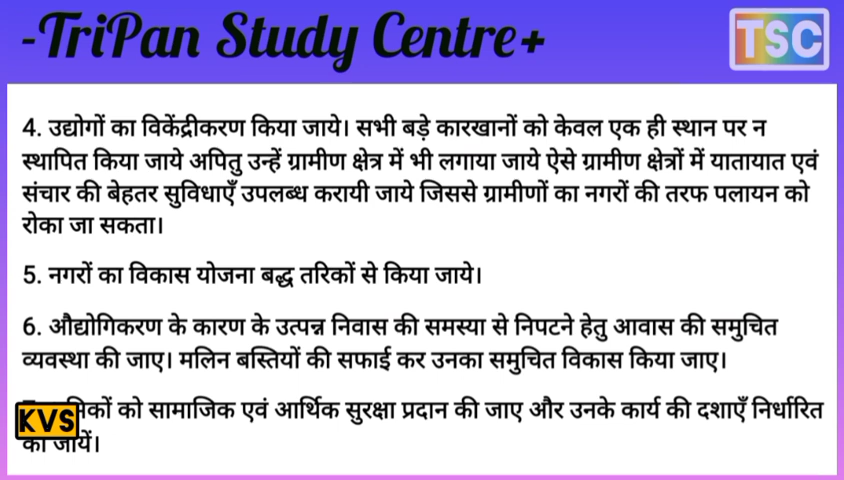 -TriPan Study Centre+
TSC
4. उद्योगों का विकेंद्रीकरण किया जाये। सभी बड़े कारखानों को केवल एक ही स्थान पर न
स्थापित किया जाये अपितु उन्हें ग्रामीण क्षेत्र में भी लगाया जाये ऐसे ग्रामीण क्षेत्रों में यातायात एवं
संचार की बेहतर सुविधाएँ उपलब्ध करायी जाये जिससे ग्रामीणों का नगरों की तरफ पलायन को
रोका जा सकता।
5. नगरों का विकास योजना बद्ध तरिकों से किया जाये।
6. औद्योगिकरण के कारण के उत्पन्न निवास की समस्या से निपटने हेतु आवास की समुचित
व्यवस्था की जाए। मलिन बस्तियों की सफाई कर उनका समुचित विकास किया जाए।
को सामाजिक एवं आर्थिक सुरक्षा प्रदान की जाए और उनके कार्य की दशाएँ निर्धारित
KVS
जायें।